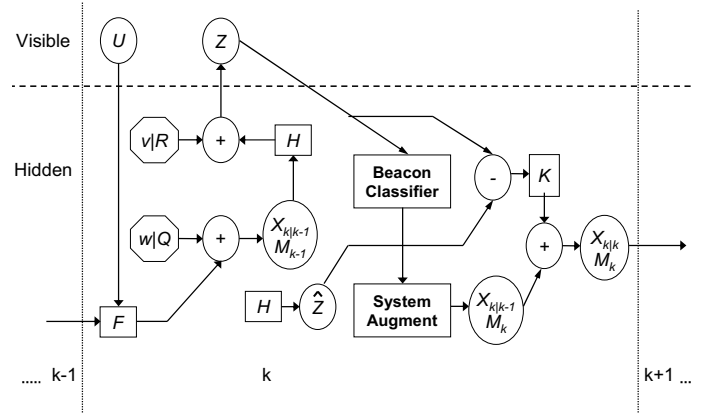 Visible
U
Z
v|R
+
H
Hidden
Beacon
Classifier
-
K
w|Q
+
X_{k|k-1}
M_{k-1}
+
X_{k|k}
M_k
F
H
Ẑ
System
Augment
X_{k|k-1}
M_k
..... k-1
k
k+1 ...